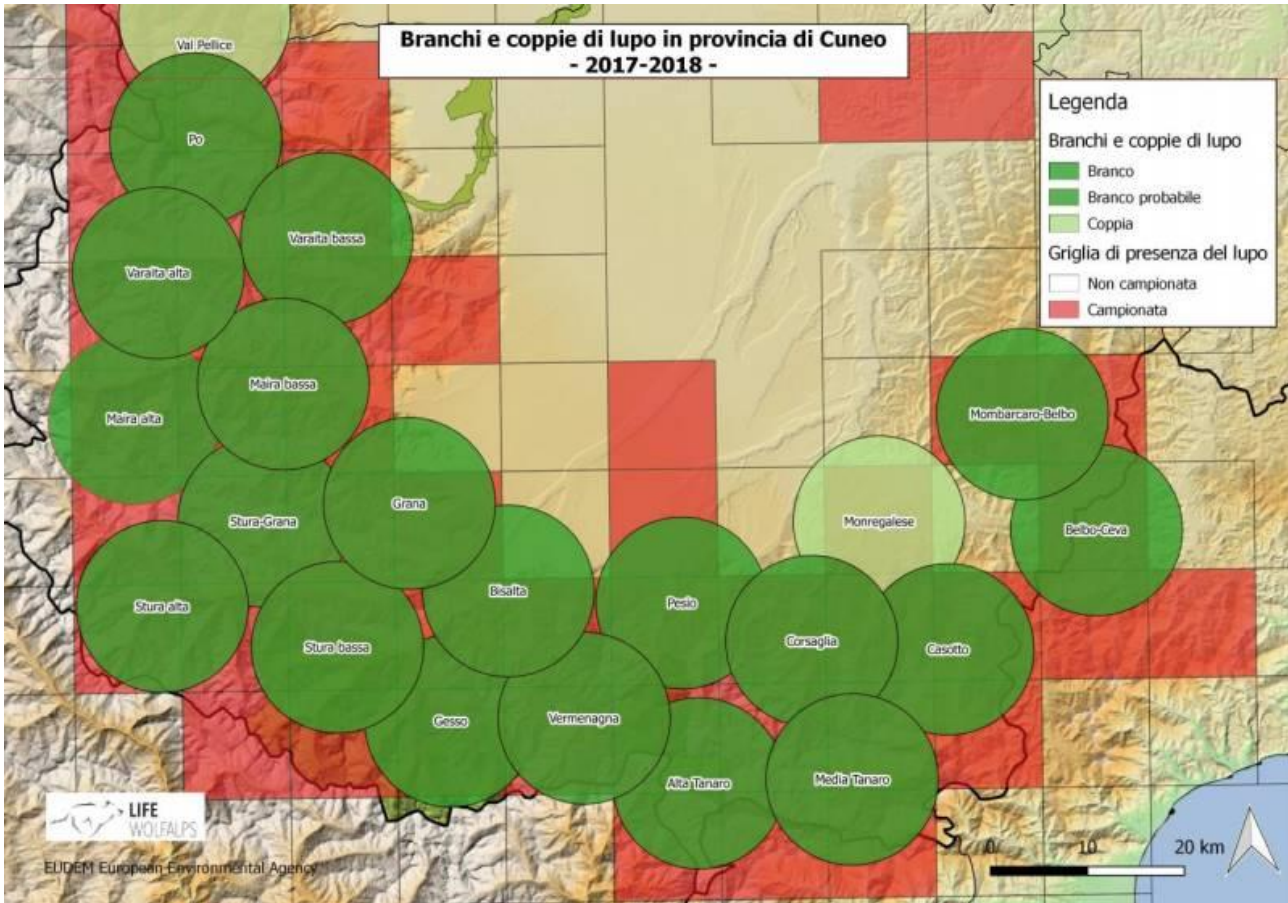 Branchi e coppie di lupo in provincia di Cuneo
- 2017-2018 -
Legenda
Branchi e coppie di lupo
Branco
Branco probabile
Coppia
Griglia di presenza del lupo
Non campionata
Campionata
Val Pellice
Po
Varaita bassa
Varaita alta
Maira bassa
Maira alta
Mombarcaro-Belbo
Grana
Stura-Grana
Monregalese
Belbo-Ceva
Bisalta
Stura alta
Pesio
Stura bassa
Corsaglia
Casotto
Gesso
Vermenagna
Alta Tanaro
Media Tanaro
LIFE
WOLFALPS
EUDEM European Environmental Agency
0 10 20 km